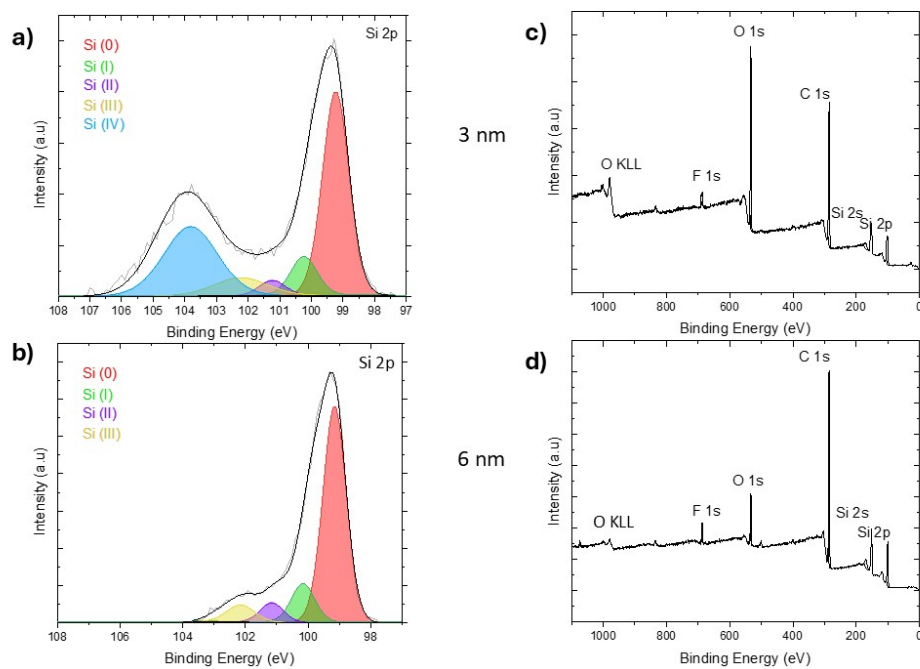 a)
Si 2p
Si (0)
Si (I)
Si (II)
Si (III)
Si (IV)
Intensity (a.u)
108 107 106 105 104 103 102 101 100 99 98 97
Binding Energy (eV)
3 nm
c)
O 1s
C 1s
O KLL
F 1s
Si 2s
Si 2p
Intensity (a.u)
1000 800 600 400 200 0
Binding Energy (eV)
b)
Si 2p
Si (0)
Si (I)
Si (II)
Si (III)
Intensity (a.u)
108 106 104 102 100 98
Binding Energy (eV)
6 nm
d)
C 1s
O 1s
F 1s
O KLL
Si 2s
Si 2p
Intensity (a.u)
1000 800 600 400 200 0
Binding Energy (eV)